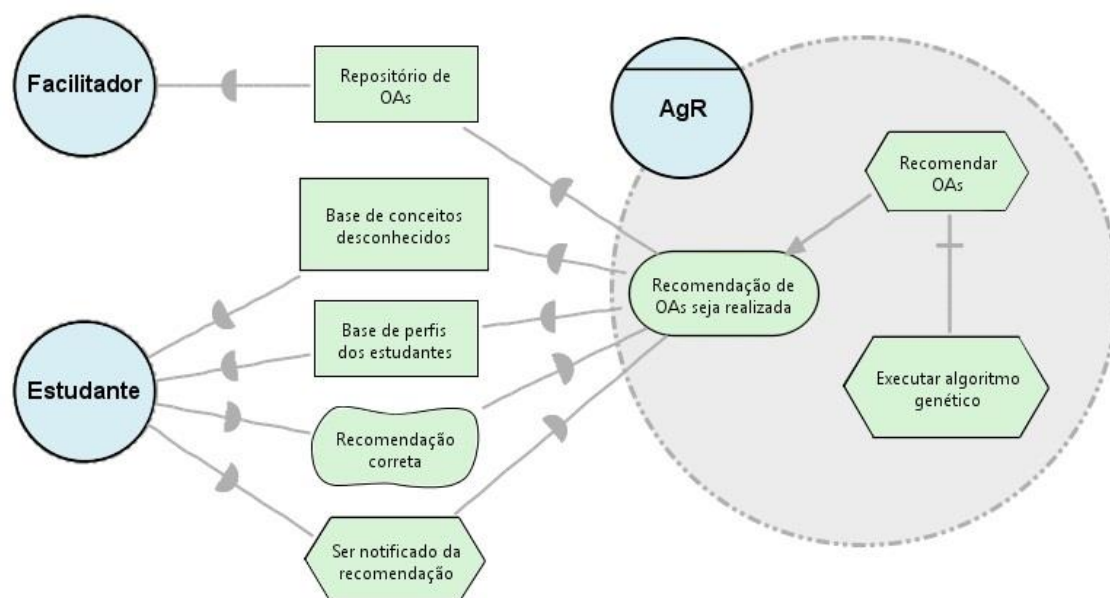 Facilitador
Repositório de
OAs
AgR
Recomendar
OAs
Base de conceitos
desconhecidos
Recomendação de
OAs seja realizada
Base de perfis
dos estudantes
Estudante
Executar algoritmo
genético
Recomendação
correta
Ser notificado da
recomendação